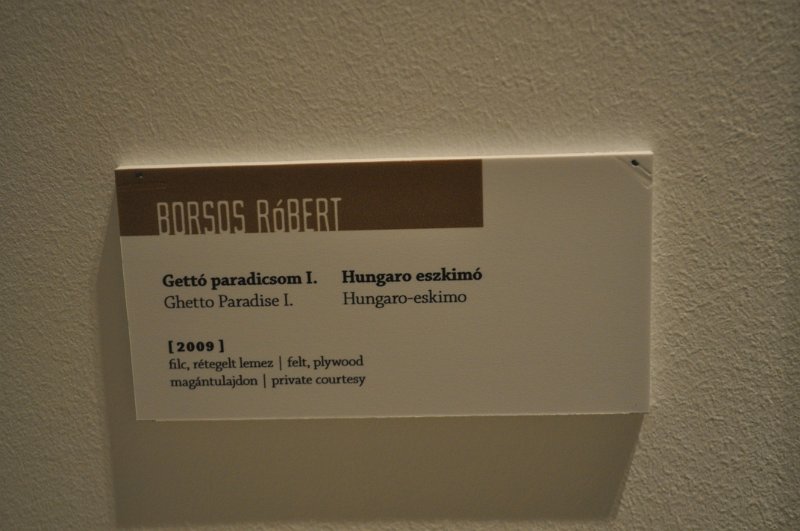 BORSOS RóBERT
Gettó paradicsom I. Hungaro eszkimó
Ghetto Paradise I. Hungaro-eskimo
[2009]
filc, rétegelt lemez | felt, plywood
magántulajdon | private courtesy